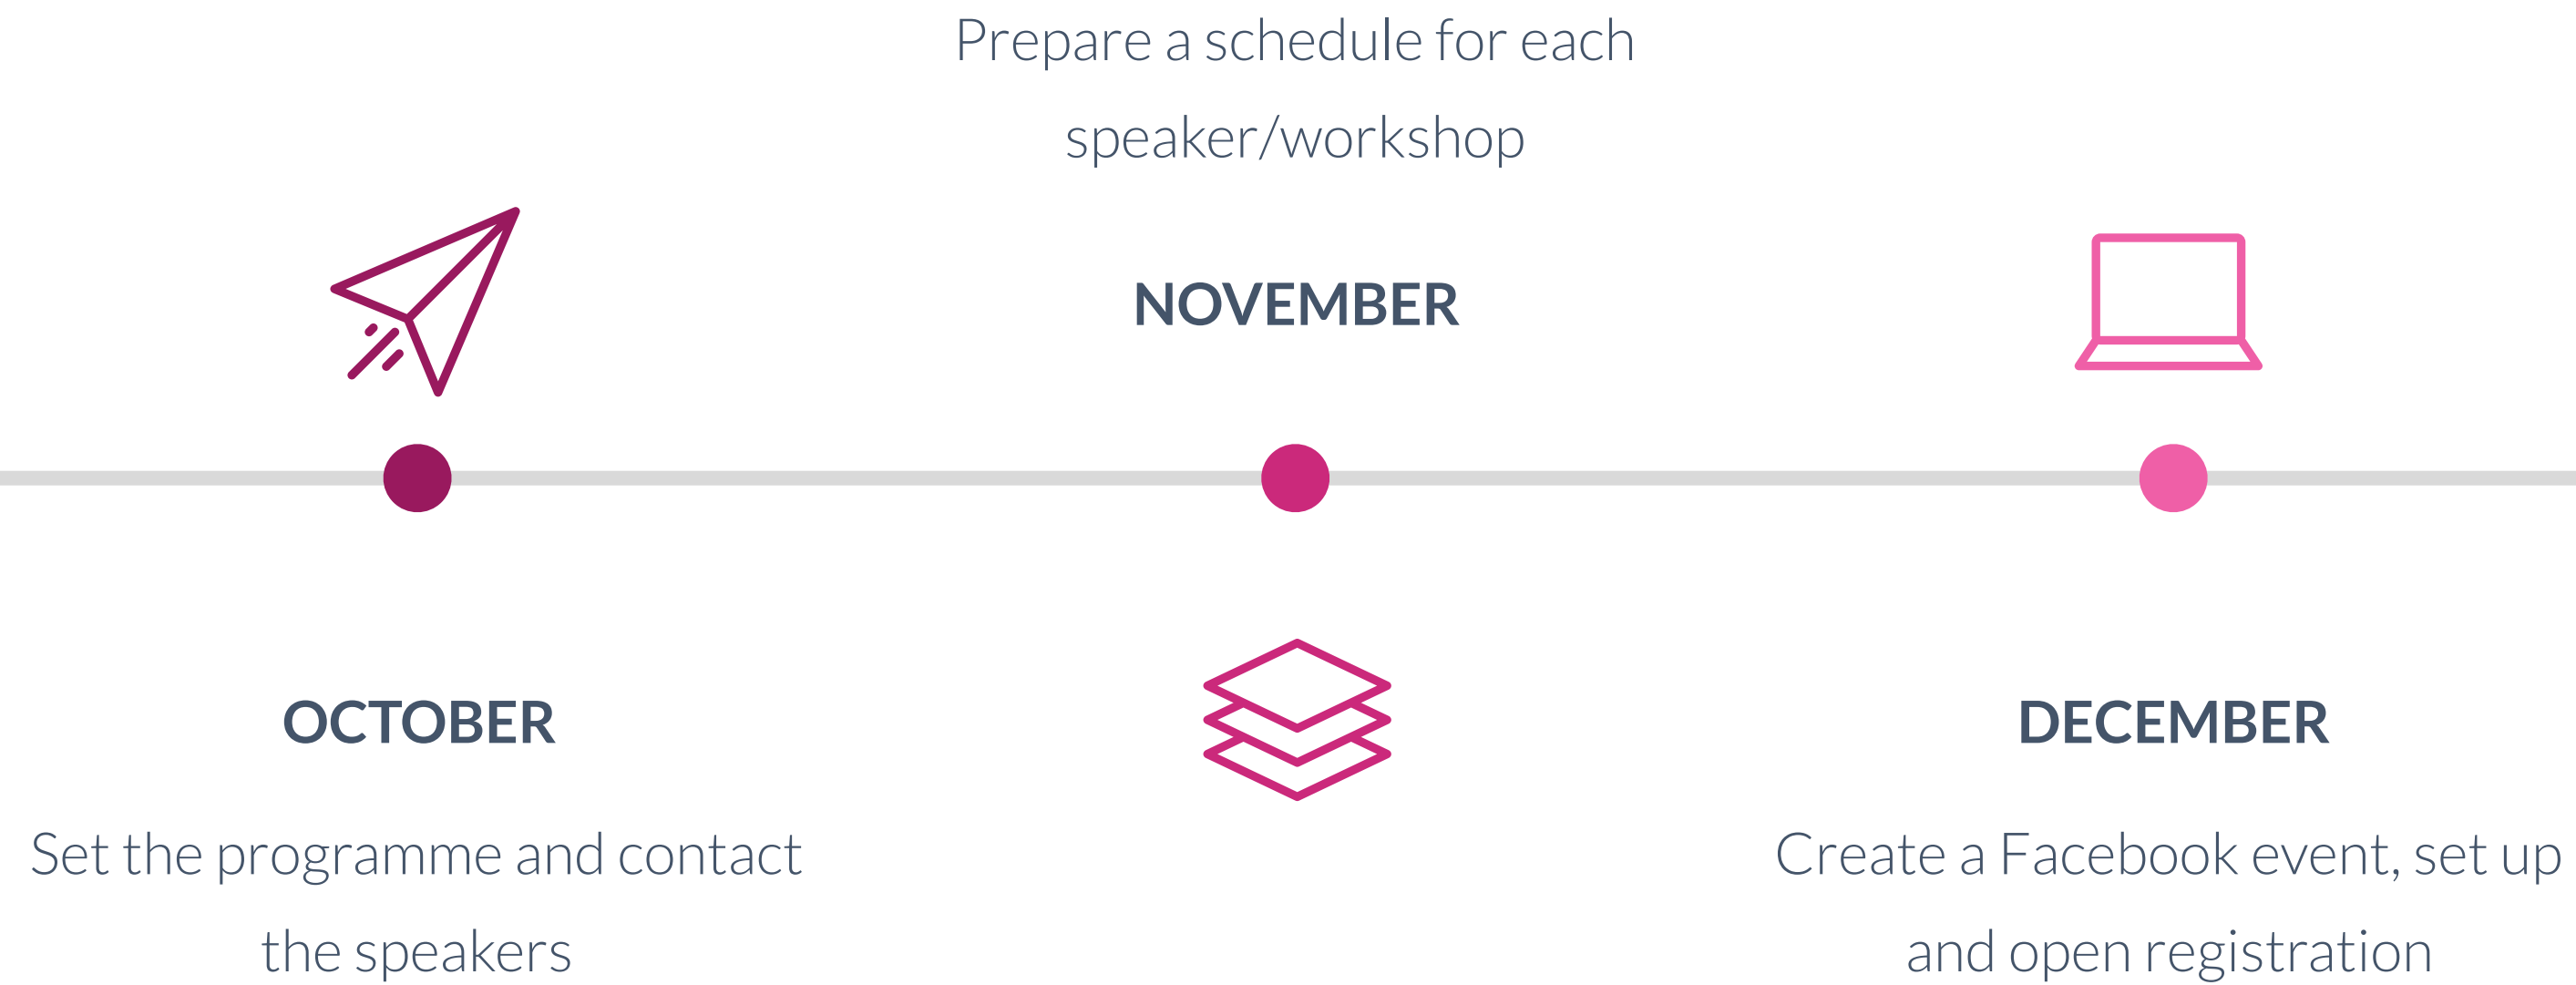 Prepare a schedule for each
speaker/workshop
NOVEMBER
OCTOBER
Set the programme and contact
the speakers
DECEMBER
Create a Facebook event, set up
and open registration